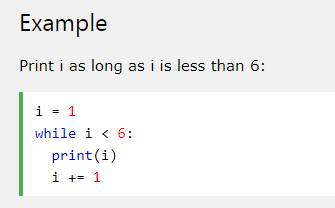 Example
Print i as long as i is less than 6:
i = 1
while i < 6:
  print(i)
  i += 1